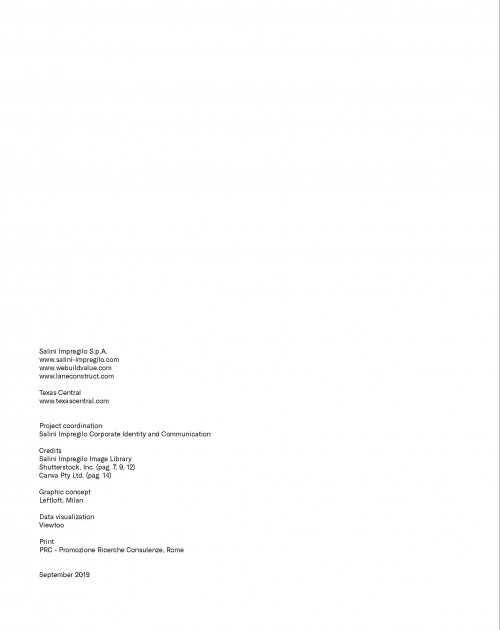 Salini Impregilo S.p.A.
www.salini-impregilo.com
www.webuildvalue.com
www.laneconstruct.com
Texas Central
www.texascentral.com
Project coordination
Salini Impregilo Corporate Identity and Communication
Credits
Salini Impregilo Image Library
Shutterstock, Inc. (pag. 7, 9, 12)
Canva Pty Ltd. (pag. 14)
Graphic concept
Leftloft, Milan
Data visualization
Viewtoo
Print
PRC - Promozione Ricerche Consulenze, Rome
September 2019